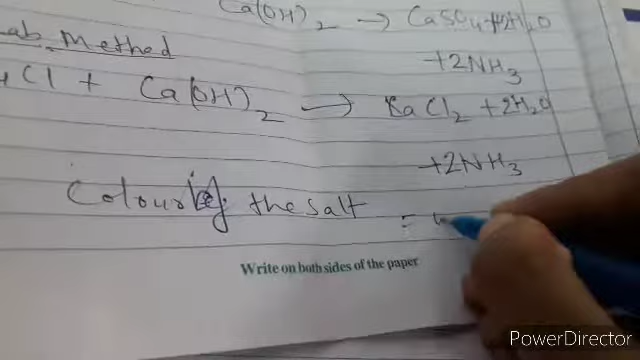 Ca(OH)₂ → CaSO₄ + 2H₂O
+ 2NH₃
Lab Method
Cl + Ca(OH)₂ → CaCl₂ + 2H₂O
+ 2NH₃
Colour of the salt =
Write on both sides of the paper
PowerDirector